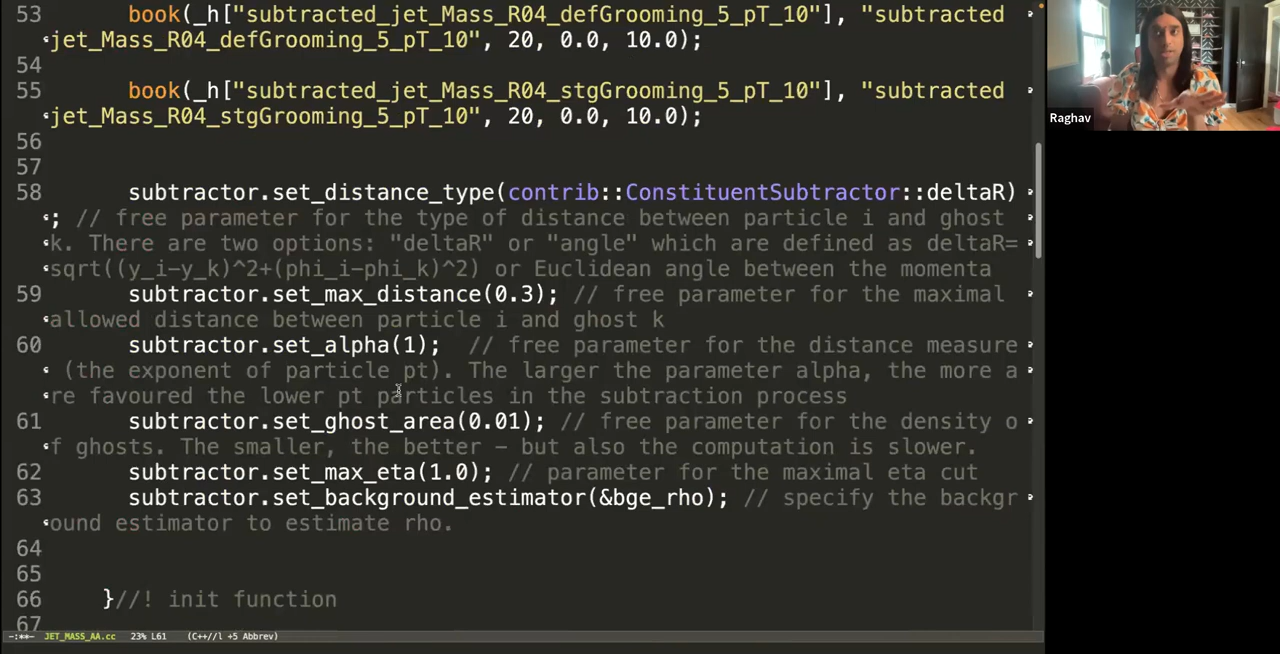 53 book(_h["subtracted_jet_Mass_R04_defGrooming_5_pT_10"], "subtracted
jet_Mass_R04_defGrooming_5_pT_10", 20, 0.0, 10.0);
54
55 book(_h["subtracted_jet_Mass_R04_stgGrooming_5_pT_10"], "subtracted
jet_Mass_R04_stgGrooming_5_pT_10", 20, 0.0, 10.0);
56
57
58 subtractor.set_distance_type(contrib::ConstituentSubtractor::deltaR)
; // free parameter for the type of distance between particle i and ghost
k. There are two options: "deltaR" or "angle" which are defined as deltaR=
sqrt((y_i-y_k)^2+(phi_i-phi_k)^2) or Euclidean angle between the momenta
59 subtractor.set_max_distance(0.3); // free parameter for the maximal
allowed distance between particle i and ghost k
60 subtractor.set_alpha(1);  // free parameter for the distance measure
(the exponent of particle pt). The larger the parameter alpha, the more a
re favoured the lower pt particles in the subtraction process
61 subtractor.set_ghost_area(0.01); // free parameter for the density o
f ghosts. The smaller, the better - but also the computation is slower.
62 subtractor.set_max_eta(1.0); // parameter for the maximal eta cut
63 subtractor.set_background_estimator(&bge_rho); // specify the backgr
ound estimator to estimate rho.
64
65
66 }//! init function
67
-:**- JET_MASS_AA.cc 23% L61 (C++//l +5 Abbrev)
Raghav